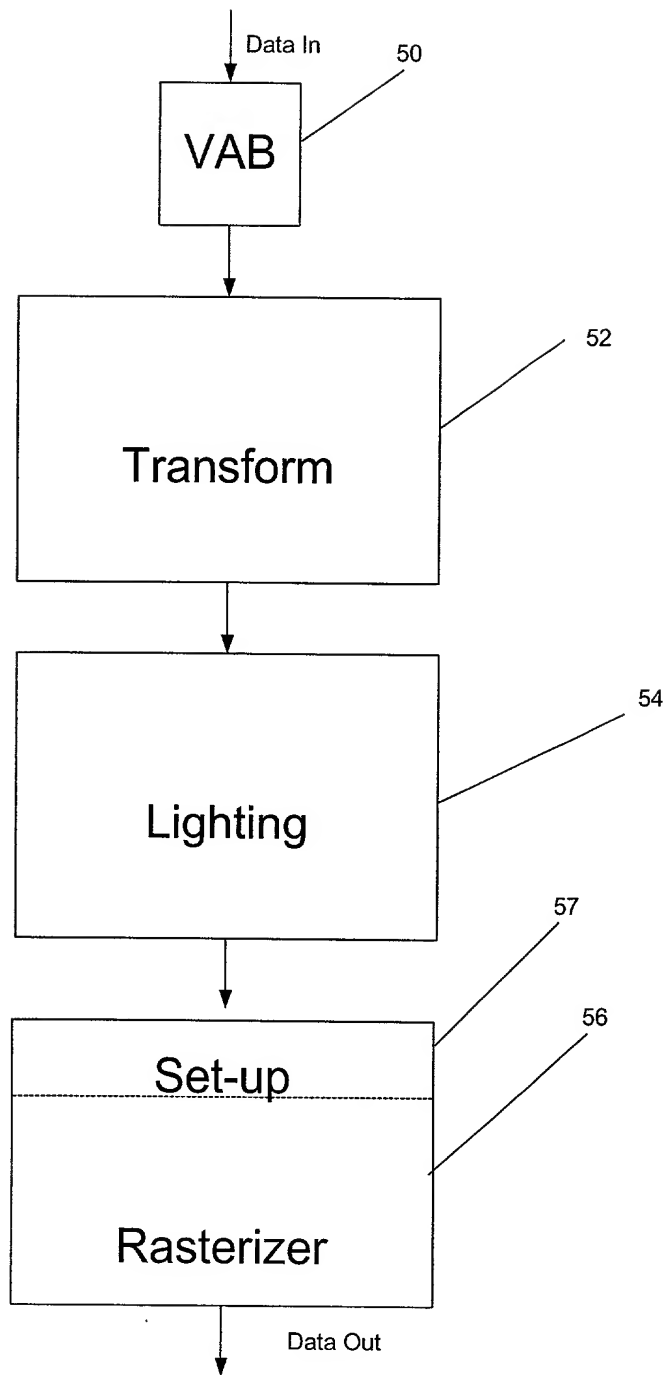 Data In
50
VAB
52
Transform
54
Lighting
57
56
Set-up
Rasterizer
Data Out